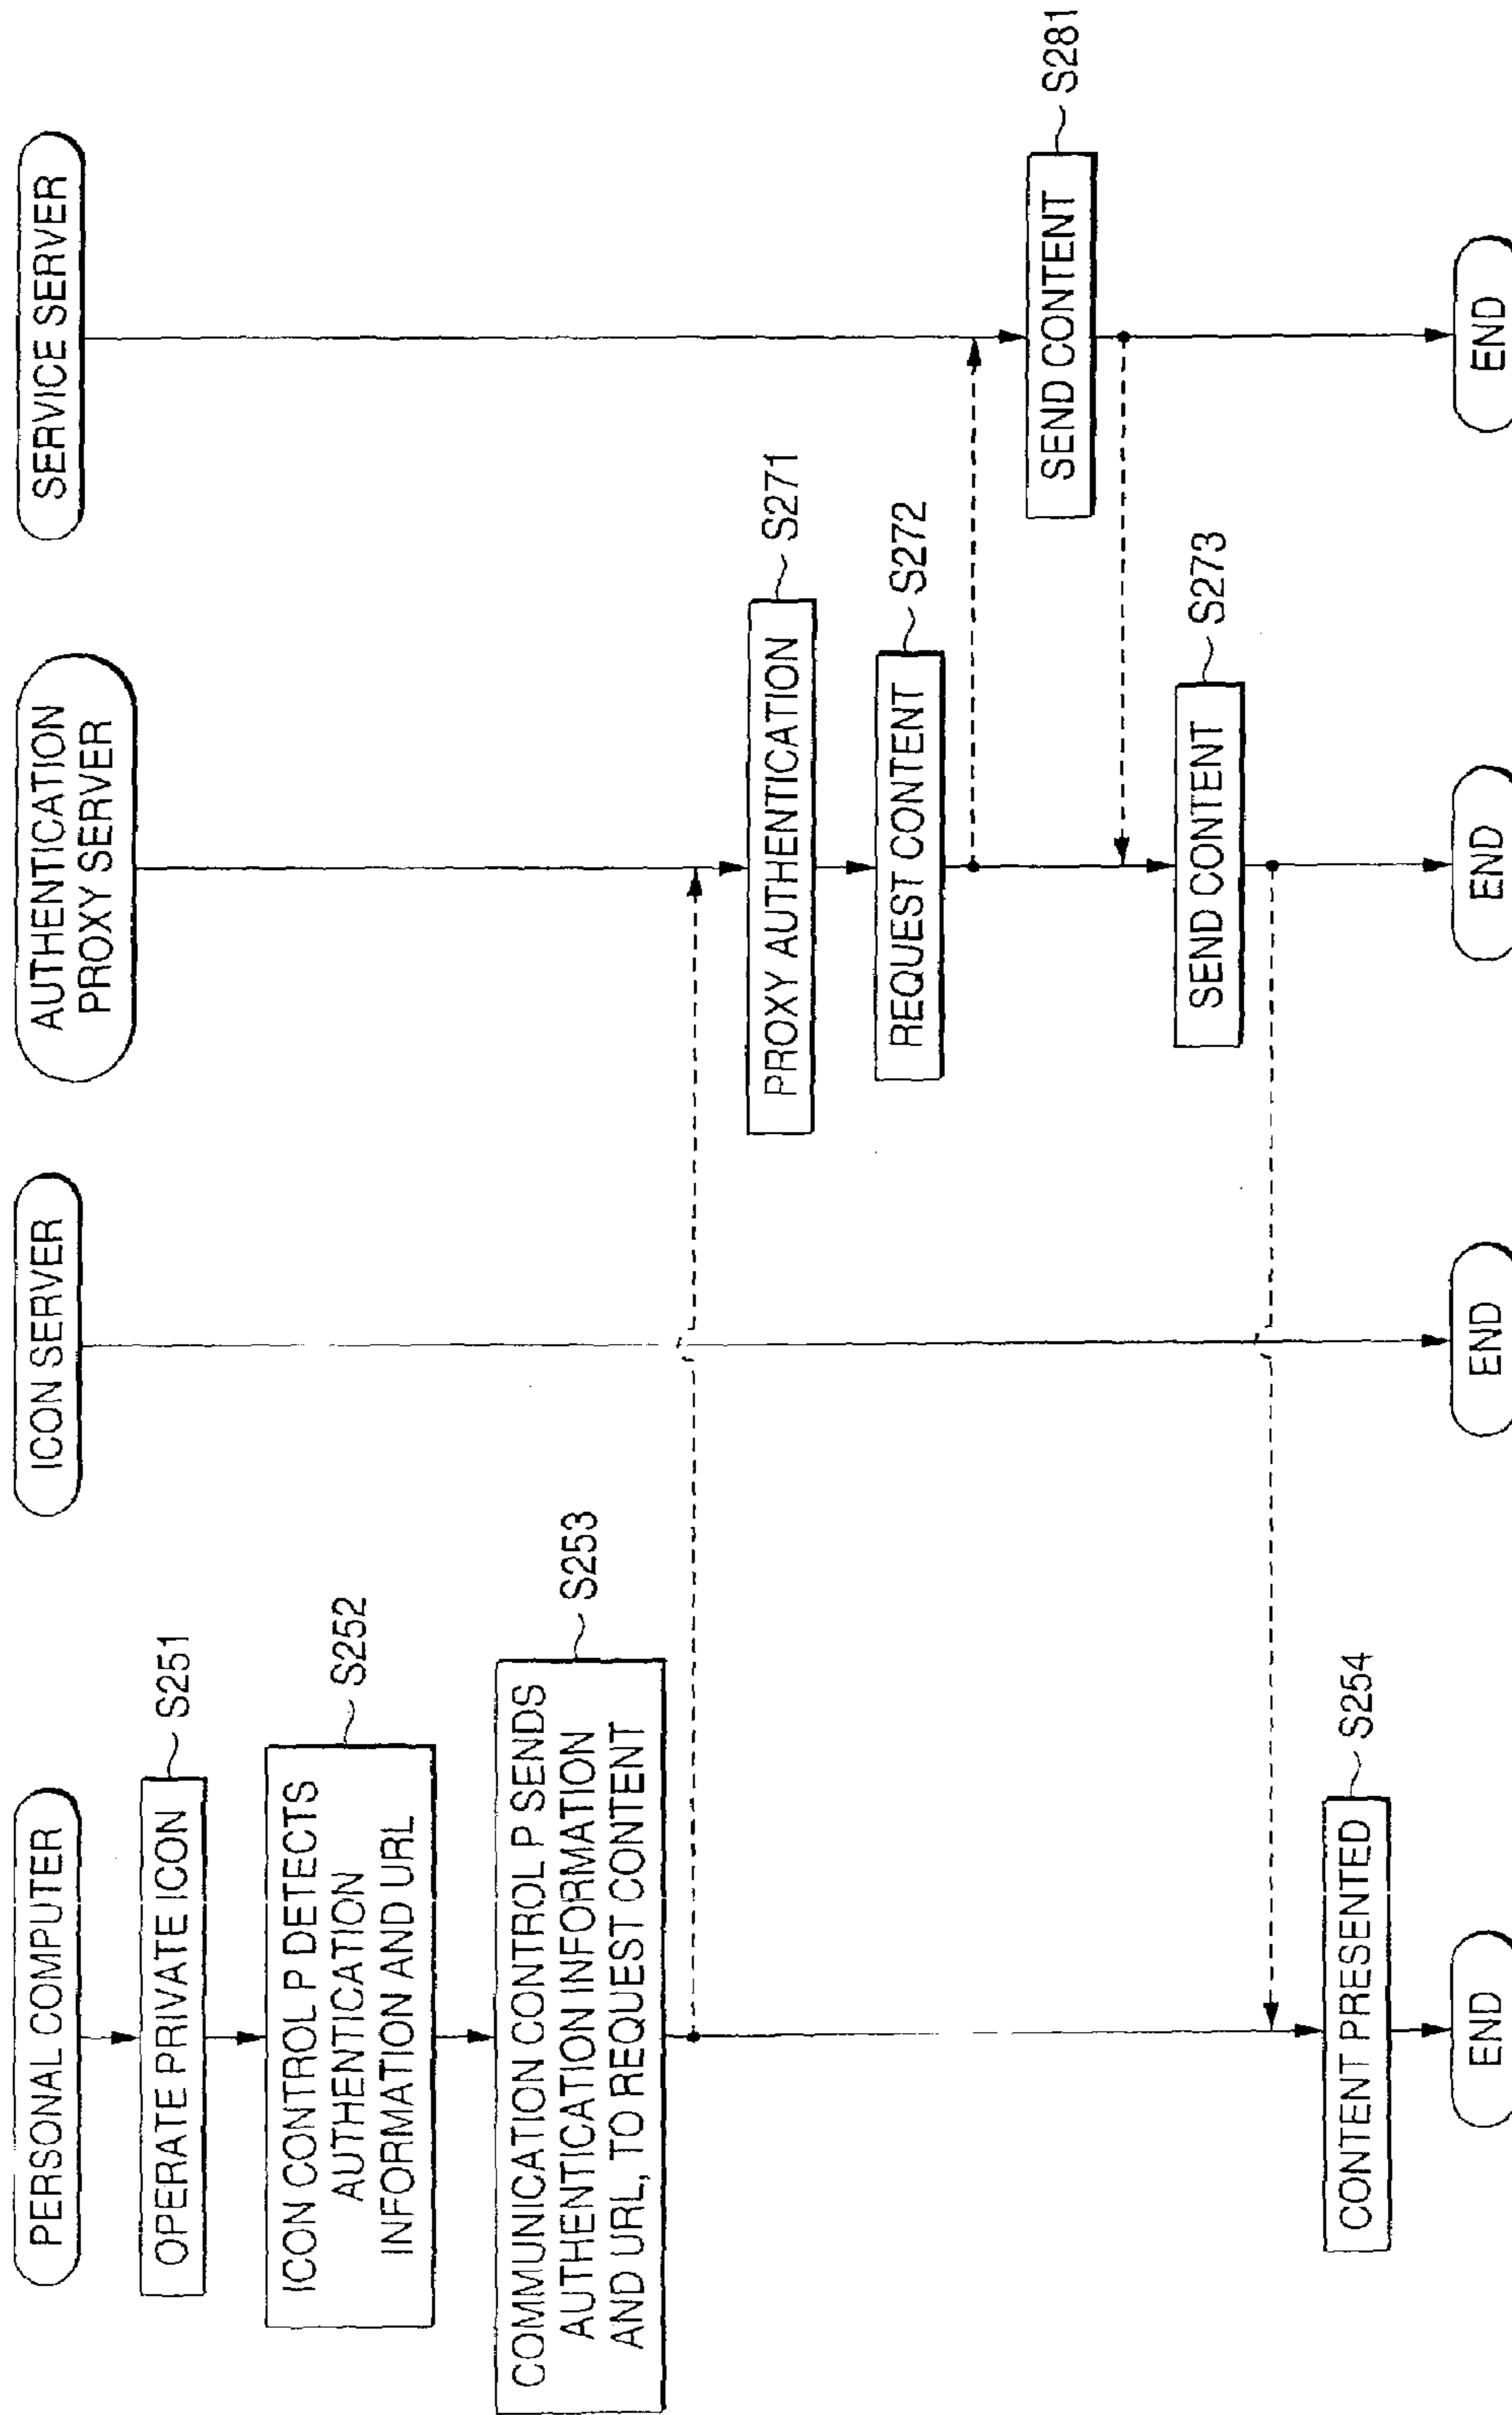 PERSONAL COMPUTER
ICON SERVER
AUTHENTICATION
PROXY SERVER
SERVICE SERVER
OPERATE PRIVATE ICON
S251
ICON CONTROL P DETECTS
AUTHENTICATION
INFORMATION AND URL
S252
COMMUNICATION CONTROL P SENDS
AUTHENTICATION INFORMATION
AND URL, TO REQUEST CONTENT
S253
PROXY AUTHENTICATION
S271
REQUEST CONTENT
S272
SEND CONTENT
S281
SEND CONTENT
S273
CONTENT PRESENTED
S254
END
END
END
END